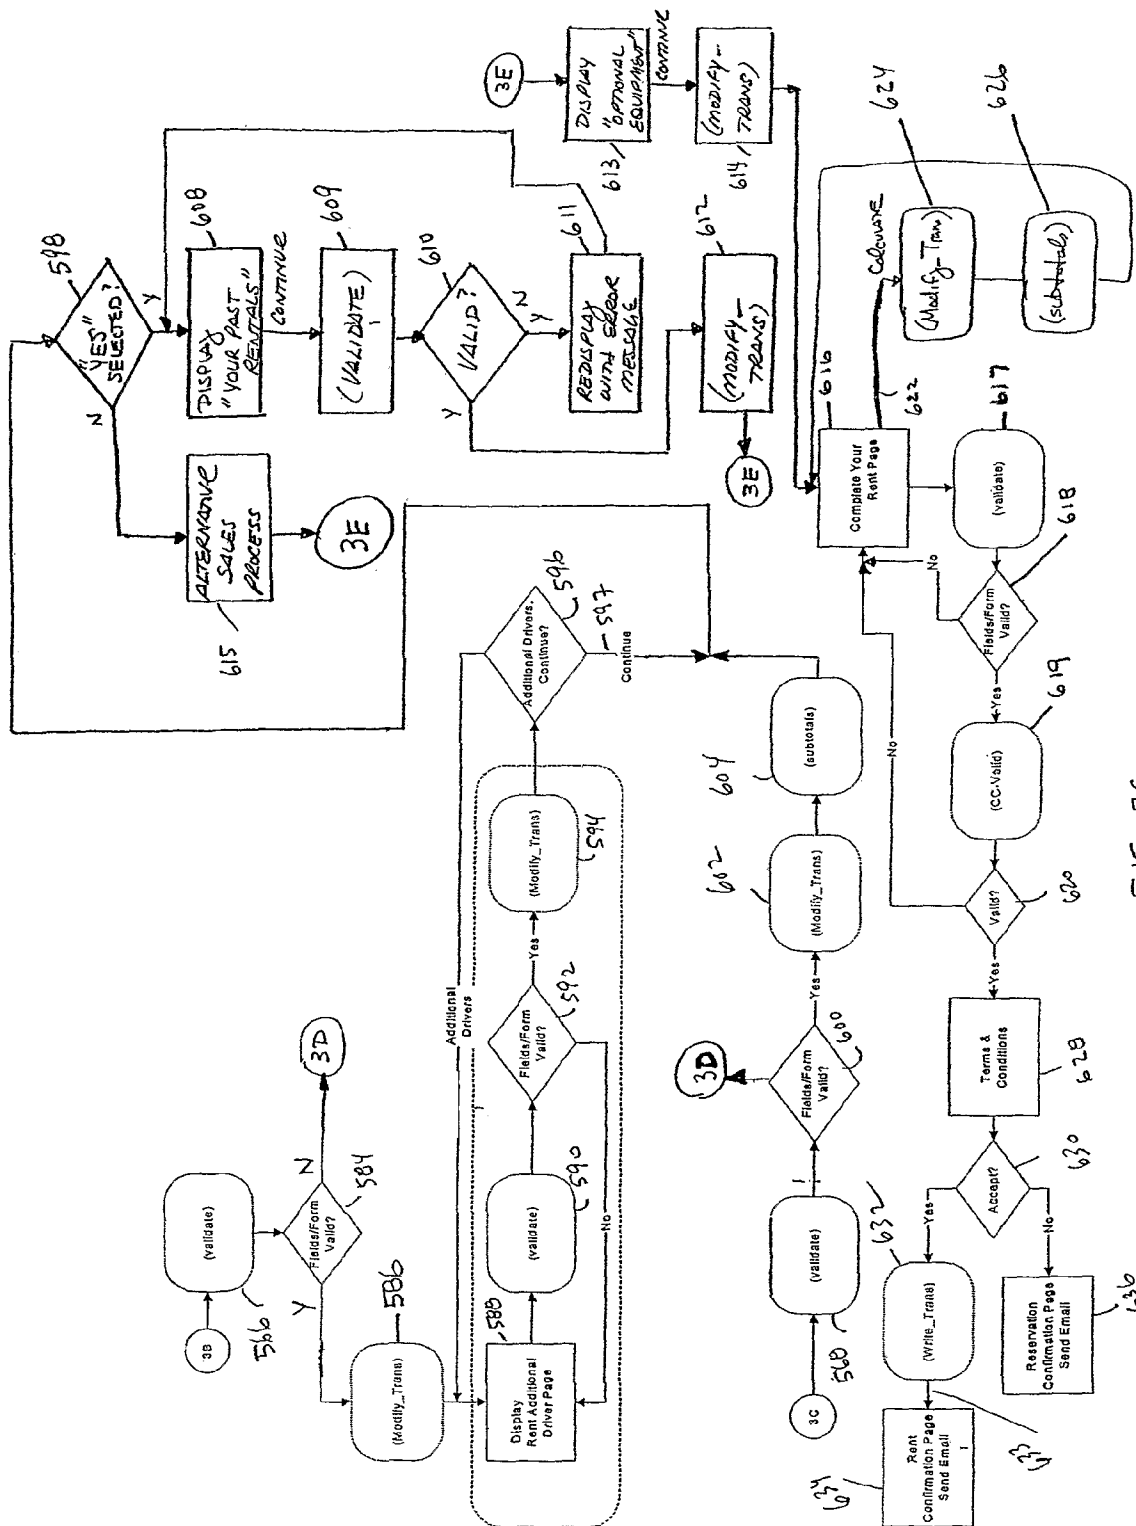 "YES"
SELECTED?
598
Y
N
DISPLAY
"YOUR PAST
RENTALS"
608
CONTINUE
(VALIDATE)
609
VALID?
610
N
Y
Y
REDISPLAY
WITH ERROR
MESSAGE
611
(MODIFY-
TRANS)
612
3E
ALTERNATIVE
SALES
PROCESS
615
3E
3E
DISPLAY
"OPTIONAL
EQUIPMENT"
613
CONTINUE
(MODIFY-
TRANS)
614
3B
(validate)
566
Fields/Form
Valid?
584
N
3D
Y
(Modify_Trans)
586
Additional
Drivers
Display
Rent Additional
Driver Page
588
(validate)
590
Fields/Form
Valid?
592
No
Yes
(Modify_Trans)
594
Additional Drivers,
Continue?
596
597
Continue
3C
(validate)
568
Fields/Form
Valid?
600
3D
Yes
(Modify_Trans)
602
(subtotals)
604
Complete Your
Rent Page
616
622
CALCULATE
(Modify_Trans)
624
(subtotals)
626
(validate)
617
Fields/Form
Valid?
618
No
Yes
(CC-Valid)
619
Valid?
620
No
Yes
Terms &
Conditions
628
Accept?
630
Yes
No
(Write_Trans)
632
633
Rent
Confirmation Page
Send Email
634
Reservation
Confirmation Page
Send Email
636